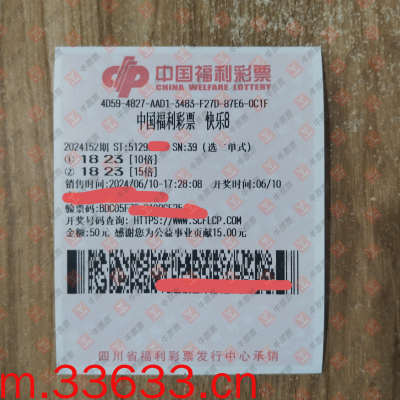 中国福利彩票
CHINA WELFARE LOTTERY
4D59-4827-AAD1-3483-F27D-87E6-0C1F
中国福利彩票 快乐8
2024152期 ST:5129 SN:39 (选二单式)
① 18 23 [10倍]
② 18 23 [15倍]
销售时间:2024/06/10-17:28:08 开奖时间:06/10
验票码:BDC05F
开奖号码查询: HTTPS://WWW.SCFLCP.COM
金额:50元 感谢您为公益事业贡献15.00元
四川省福利彩票发行中心承销
m.33633.cn